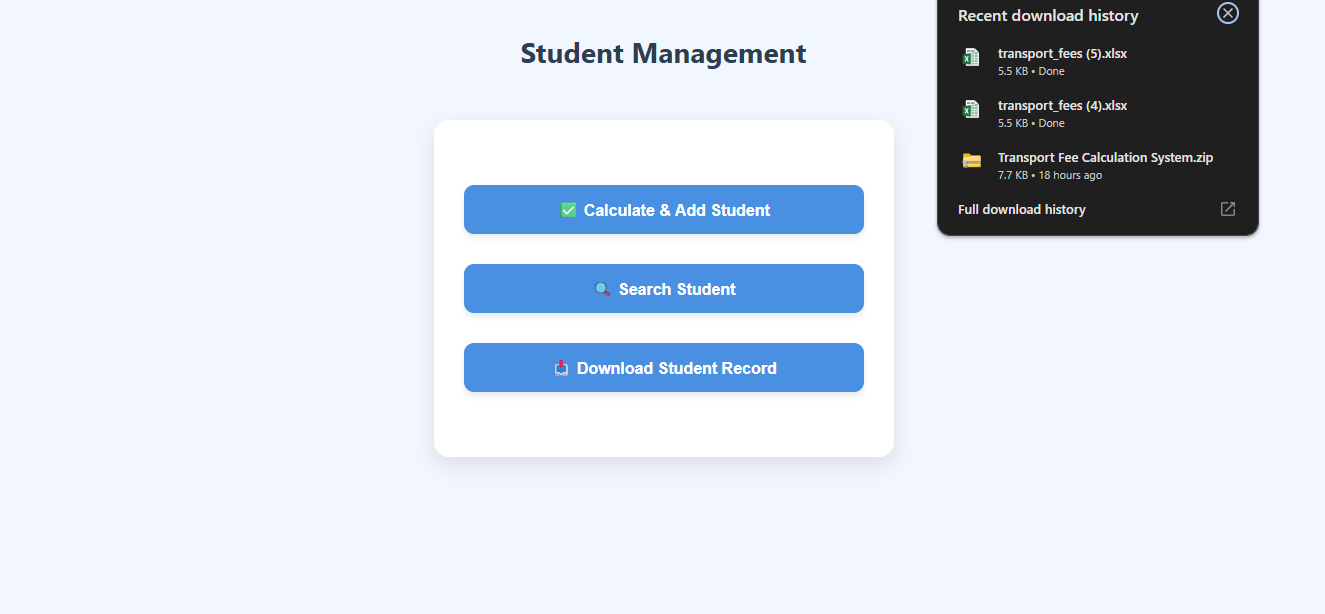 Student Management
✅ Calculate & Add Student
🔍 Search Student
📥 Download Student Record
Recent download history
transport_fees (5).xlsx
5.5 KB • Done
transport_fees (4).xlsx
5.5 KB • Done
Transport Fee Calculation System.zip
7.7 KB • 18 hours ago
Full download history